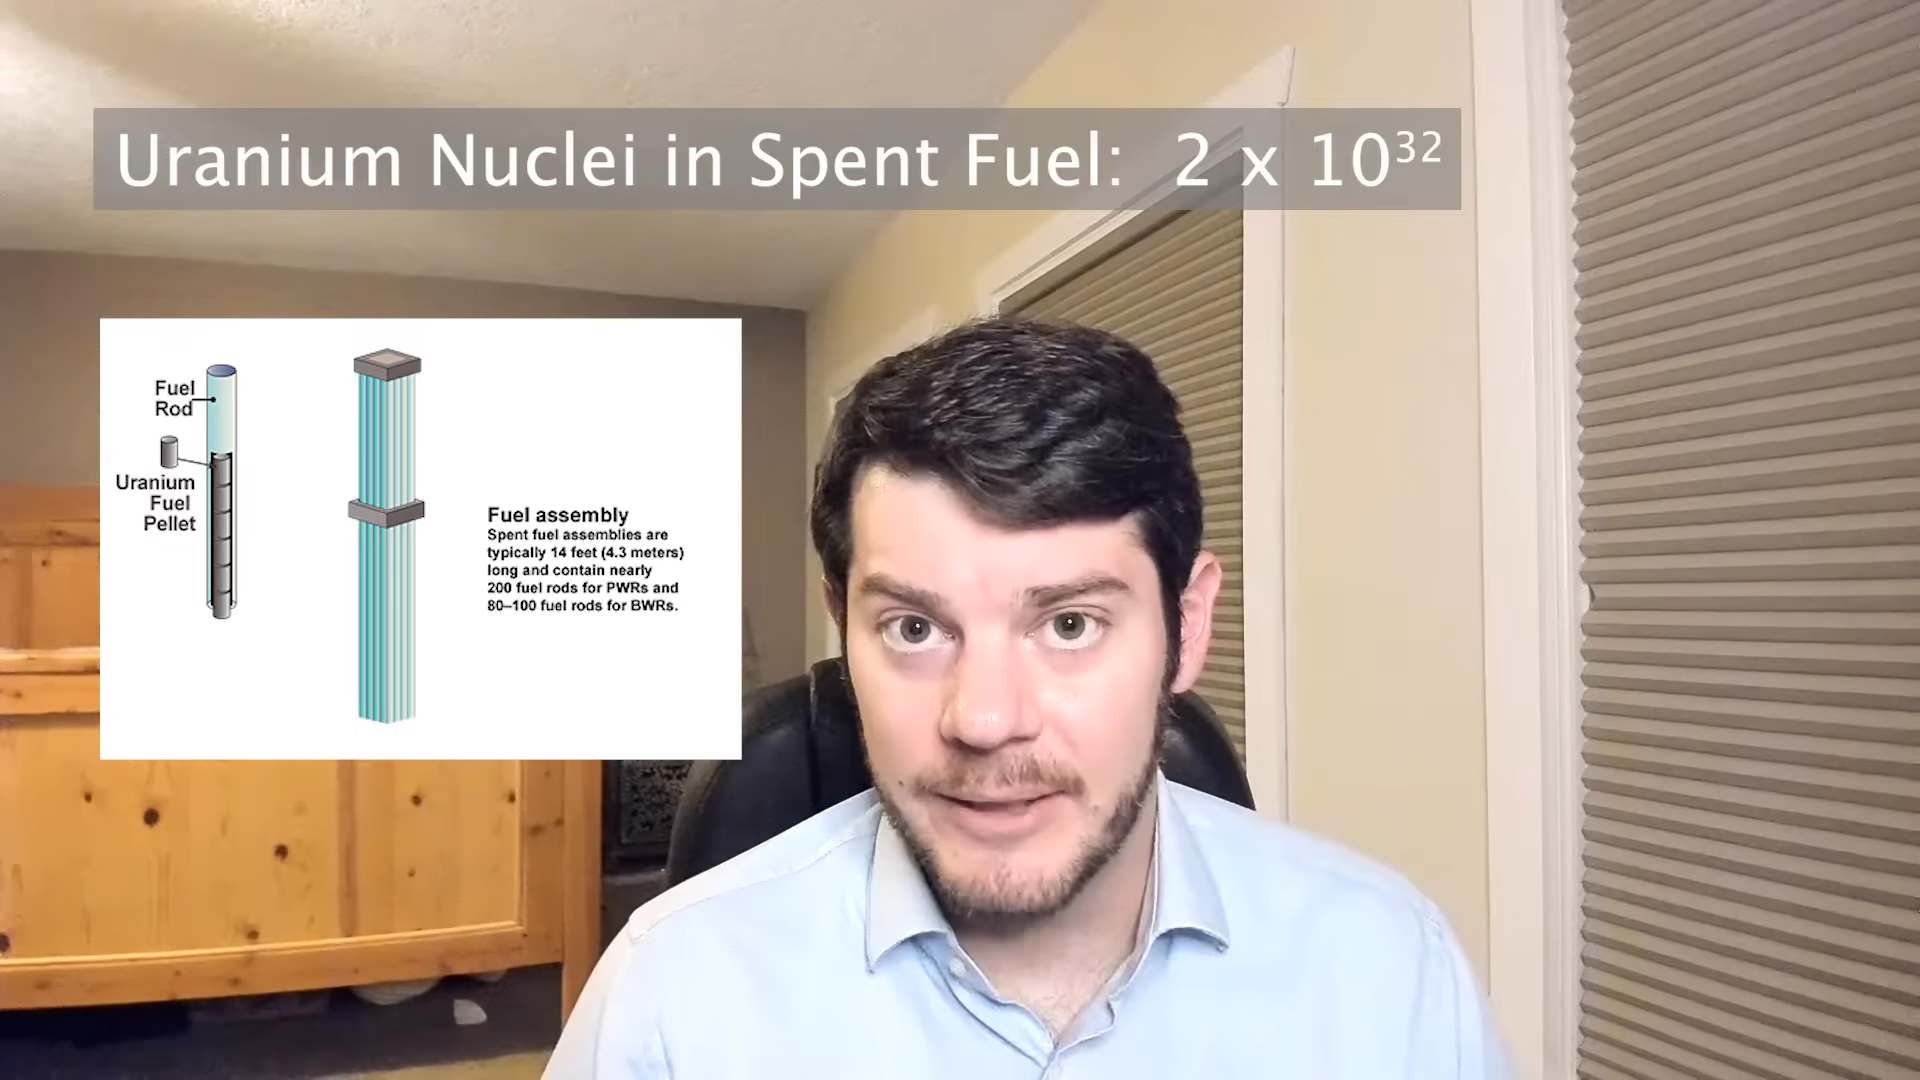 Uranium Nuclei in Spent Fuel: 2 x 10³²
Fuel
Rod
Uranium
Fuel
Pellet
Fuel assembly
Spent fuel assemblies are
typically 14 feet (4.3 meters)
long and contain nearly
200 fuel rods for PWRs and
80–100 fuel rods for BWRs.